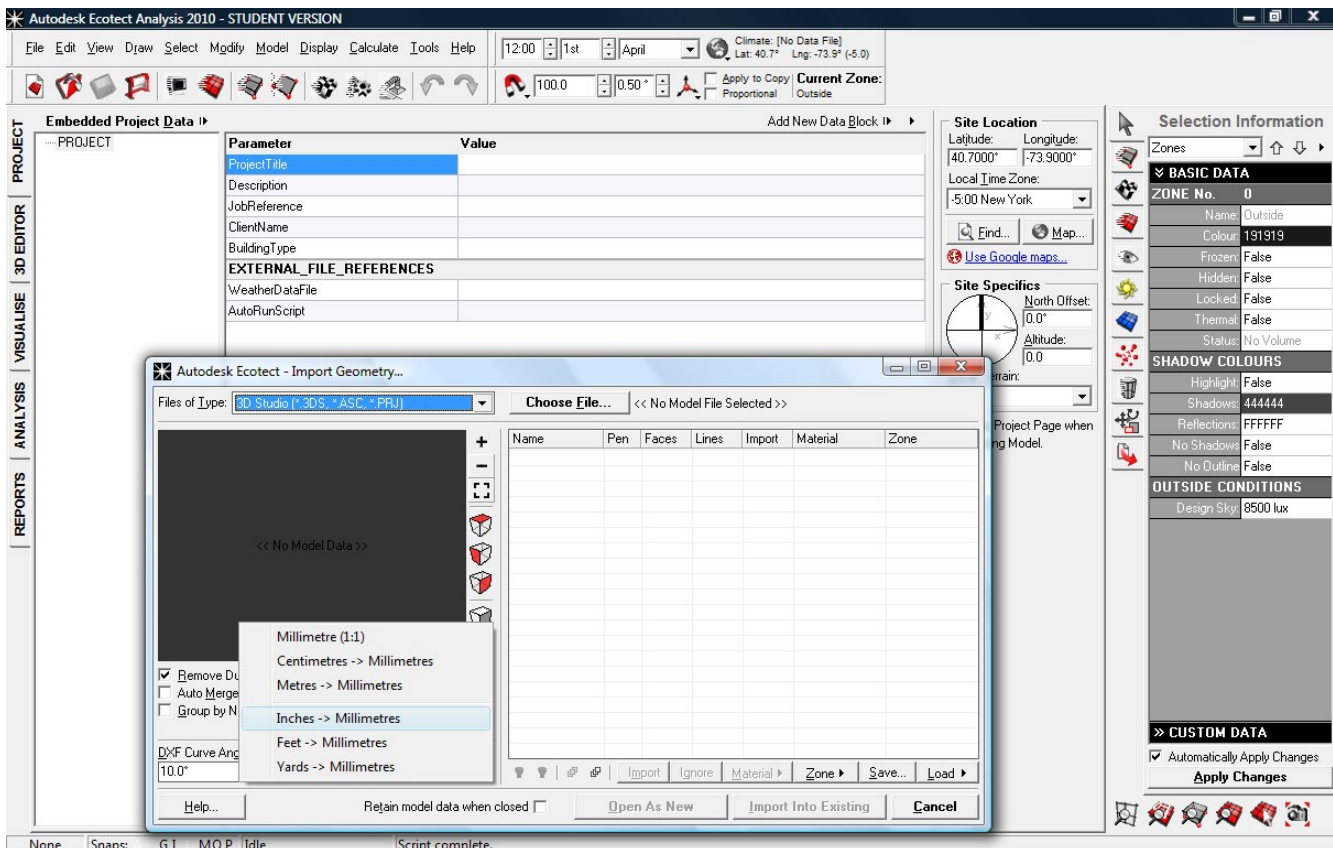 Autodesk Ecotect Analysis 2010 - STUDENT VERSION
File Edit View Draw Select Modify Model Display Calculate Tools Help
12:00 1st April
Climate: [No Data File]
Lat: 40.7° Lng: -73.9° (-5.0)
100.0 0.50 °
Apply to Copy
Proportional
Current Zone:
Outside
PROJECT
3D EDITOR
VISUALISE
ANALYSIS
REPORTS
Embedded Project Data
Add New Data Block
PROJECT
Parameter Value
ProjectTitle
Description
JobReference
ClientName
BuildingType
EXTERNAL_FILE_REFERENCES
WeatherDataFile
AutoRunScript
Site Location
Latitude: Longitude:
40.7000° -73.9000°
Local Time Zone:
-5:00 New York
Find... Map...
Use Google maps...
Site Specifics
North Offset:
y
x
0.0°
Altitude:
0.0
errain:
Project Page when
ng Model.
Selection Information
Zones
BASIC DATA
ZONE No. 0
Name: Outside
Colour: 191919
Frozen: False
Hidden: False
Locked: False
Thermal: False
Status: No Volume
SHADOW COLOURS
Highlight: False
Shadows: 444444
Reflections: FFFFFF
No Shadows False
No Outline False
OUTSIDE CONDITIONS
Design Sky: 8500 lux
CUSTOM DATA
Automatically Apply Changes
Apply Changes
Autodesk Ecotect - Import Geometry...
Files of Type: 3D Studio (*.3DS, *.ASC, *.PRJ)
Choose File... << No Model File Selected >>
Name Pen Faces Lines Import Material Zone
<< No Model Data >>
Millimetre (1:1)
Centimetres -> Millimetres
Metres -> Millimetres
Inches -> Millimetres
Feet -> Millimetres
Yards -> Millimetres
Remove Du
Auto Merge
Group by N
DXF Curve Ang
10.0°
Import Ignore Material Zone Save... Load
Help... Retain model data when closed Open As New Import Into Existing Cancel
None Snaps: G I M O P Idle Script complete.